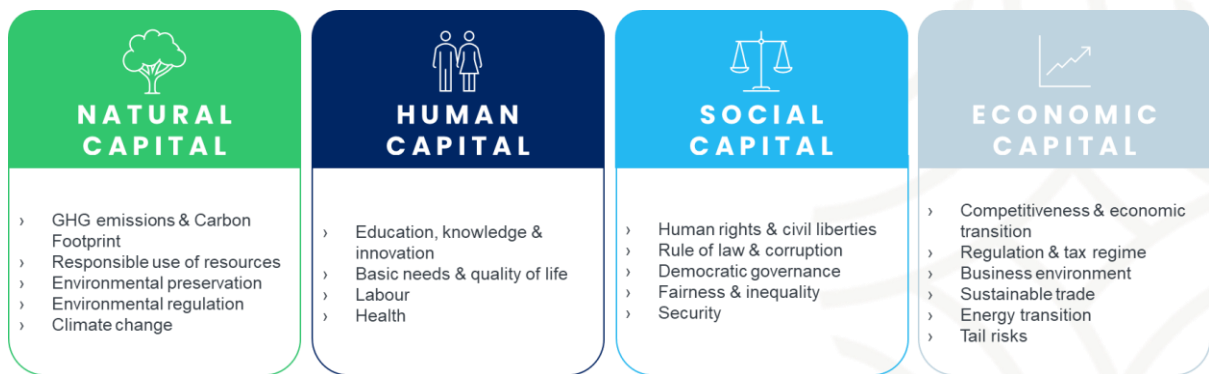 NATURAL
CAPITAL
› GHG emissions & Carbon
Footprint
› Responsible use of resources
› Environmental preservation
› Environmental regulation
› Climate change
HUMAN
CAPITAL
› Education, knowledge &
innovation
› Basic needs & quality of life
› Labour
› Health
SOCIAL
CAPITAL
› Human rights & civil liberties
› Rule of law & corruption
› Democratic governance
› Fairness & inequality
› Security
ECONOMIC
CAPITAL
› Competitiveness & economic
transition
› Regulation & tax regime
› Business environment
› Sustainable trade
› Energy transition
› Tail risks